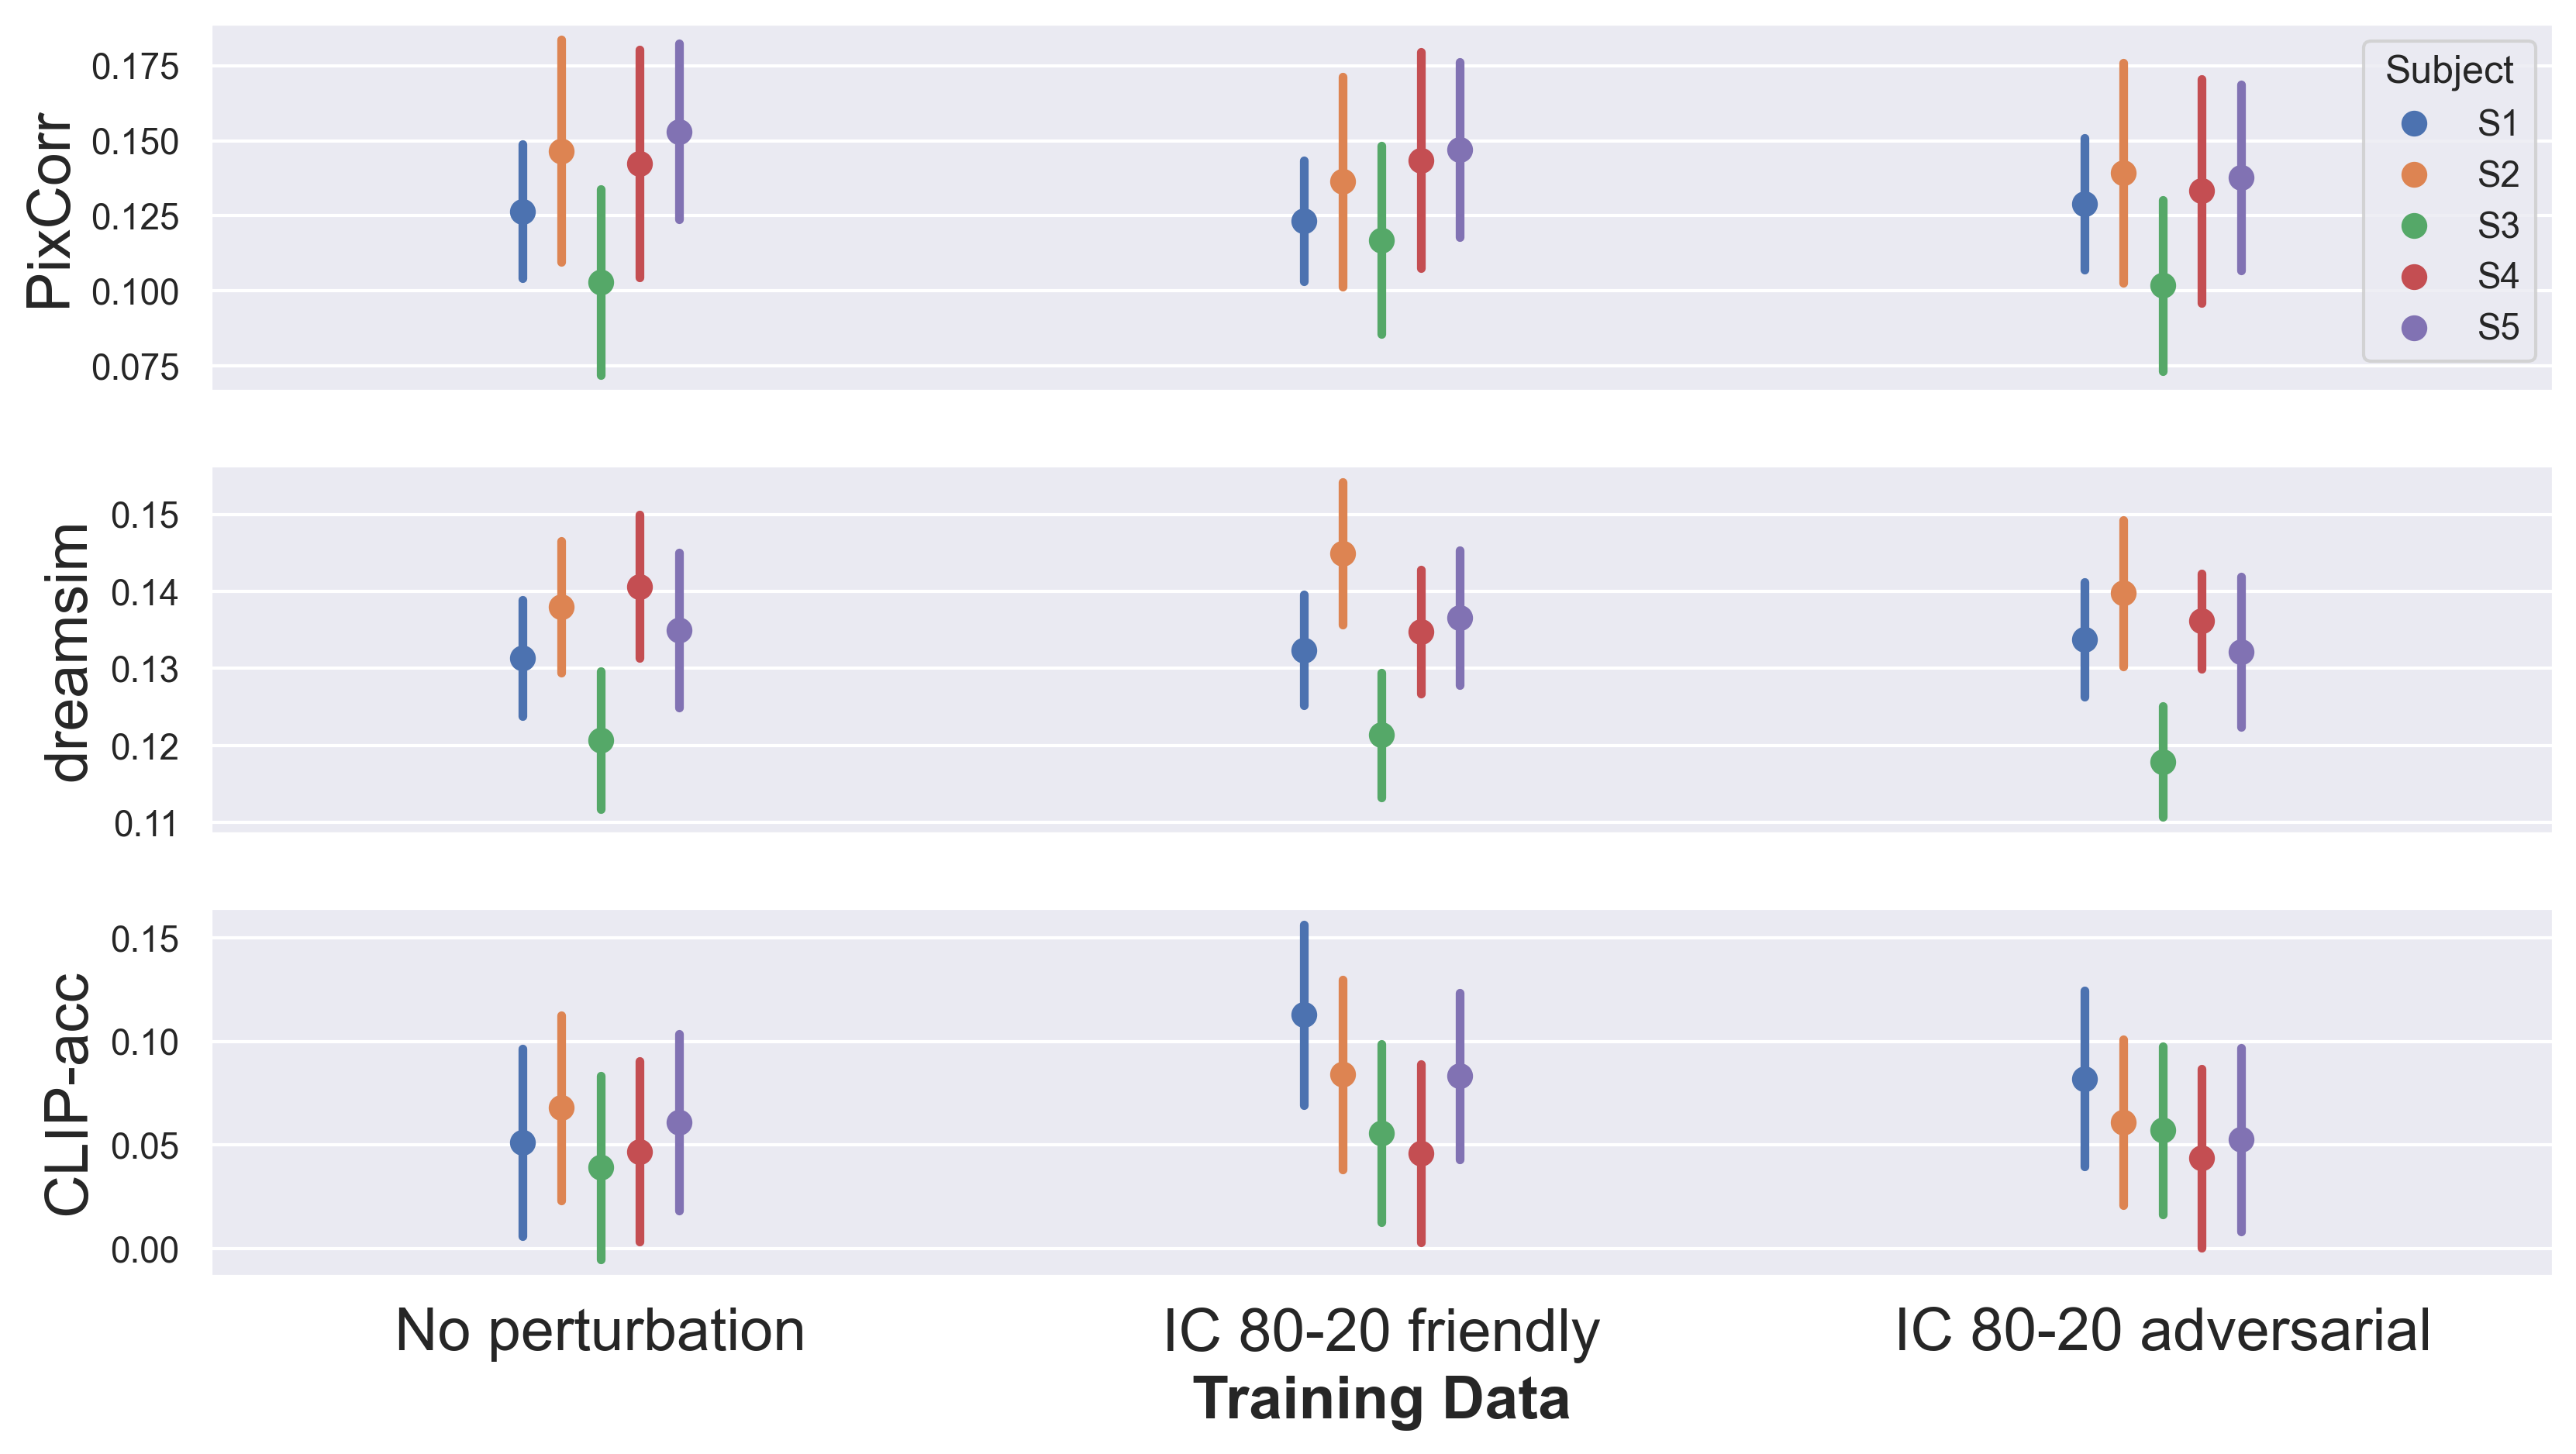 PixCorr
0.175
0.150
0.125
0.100
0.075
Subject
S1
S2
S3
S4
S5
dreamsim
0.15
0.14
0.13
0.12
0.11
CLIP-acc
0.15
0.10
0.05
0.00
No perturbation
IC 80-20 friendly
IC 80-20 adversarial
Training Data